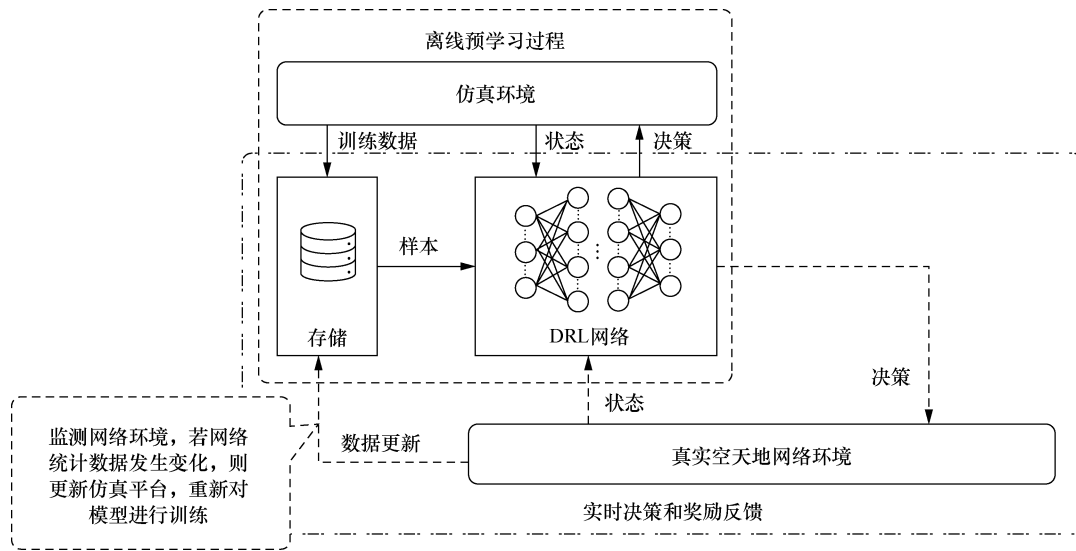 离线预学习过程
仿真环境
训练数据
状态
决策
样本
存储
DRL网络
决策
状态
数据更新
监测网络环境，若网络
统计数据发生变化，则
更新仿真平台，重新对
模型进行训练
真实空天地网络环境
实时决策和奖励反馈